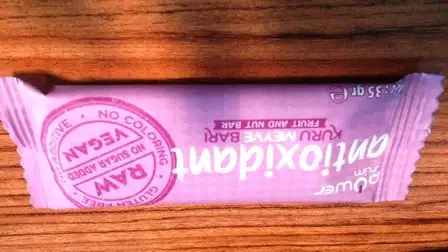 power
slim
antioxidant
KURU MEYVE BARI
FRUIT AND NUT BAR
35 gr ℮
NO COLORING
RAW
NO SUGAR ADDED
VEGAN
GLUTEN FREE